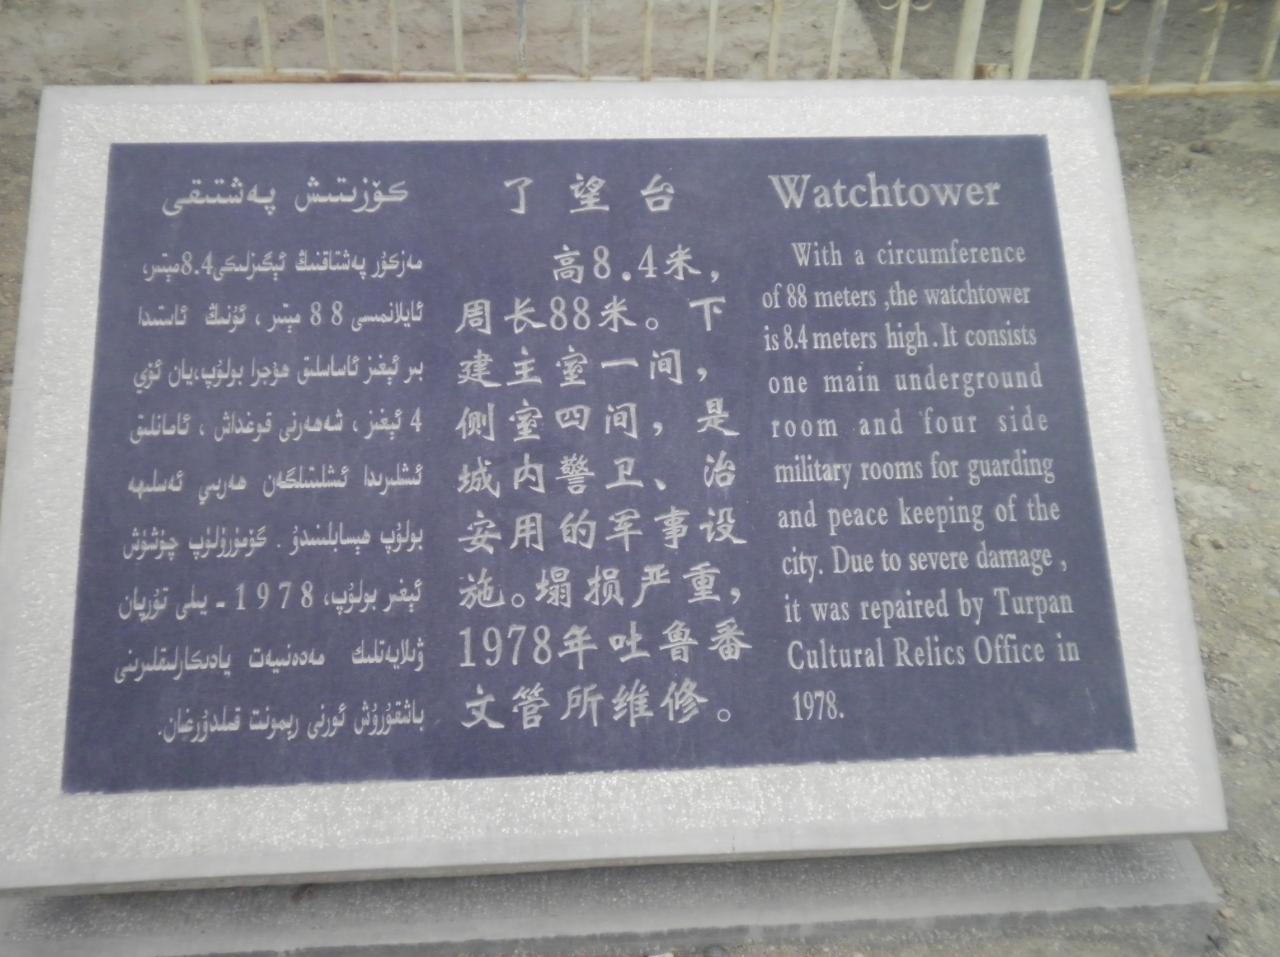 كۆزىتىش پەشتىقى
مەزكۇر پەشتاقنىڭ ئېگىزلىكى8.4مېتىر،
ئايلانمىسى 88 مېتىر، ئۇنىڭ ئاستىدا
بىر ئېغىز ئاساسلىق ھۇجرا بولۇپ،يان ئۆي
4 ئېغىز، شەھەرنى قوغداش، ئامانلىق
ئىشلىرىدا ئىشلىتىلگەن ھەربىي ئەسلىھە
بولۇپ ھېسابلىنىدۇ. گۈمۈرۈلۈپ چۈشۈش
ئېغىر بولۇپ، 1978-يىلى تۇرپان
ۋىلايەتلىك مەدەنىيەت يادىكارلىقلىرىنى
باشقۇرۇش ئورنى رېمونت قىلدۇرغان.
了望台
高8.4米，
周长88米。下
建主室一间，
侧室四间，是
城内警卫、治
安用的军事设
施。塌损严重，
1978年吐鲁番
文管所维修。
Watchtower
With a circumference
of 88 meters ,the watchtower
is 8.4 meters high. It consists
one main underground
room and four side
military rooms for guarding
and peace keeping of the
city. Due to severe damage ,
it was repaired by Turpan
Cultural Relics Office in
1978.